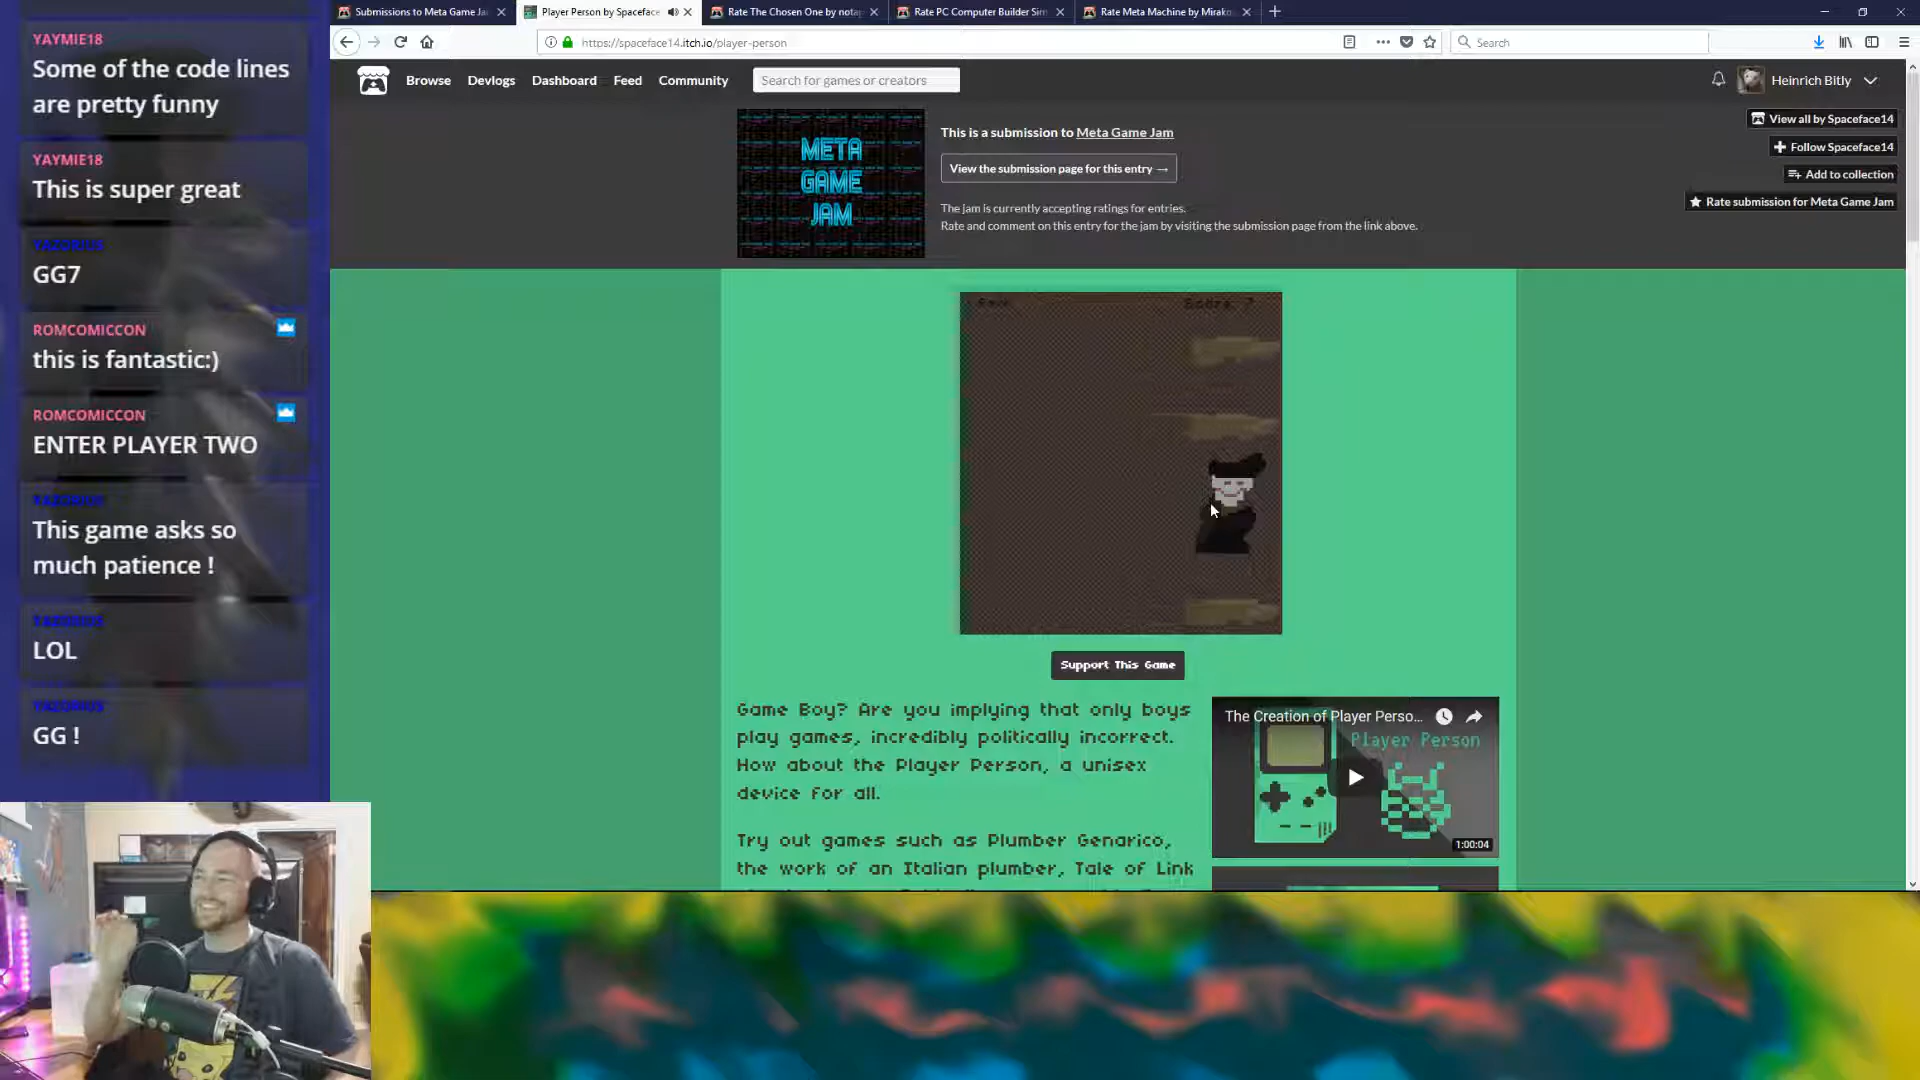 YAYMIE18
Some of the code lines
are pretty funny
YAYMIE18
This is super great
YAZORIUS
GG7
ROMCOMICCON
this is fantastic:)
ROMCOMICCON
ENTER PLAYER TWO
This game asks so
much patience !
LOL
GG !
Submissions to Meta Game Ja
Player Person by Spaceface
Rate The Chosen One by notap
Rate PC Computer Builder Sim
Rate Meta Machine by Mirako
https://spaceface14.itch.io/player-person
Search
Browse
Devlogs
Dashboard
Feed
Community
Search for games or creators
Heinrich Bitly
META
GAME
JAM
This is a submission to Meta Game Jam
View the submission page for this entry →
The jam is currently accepting ratings for entries.
Rate and comment on this entry for the jam by visiting the submission page from the link above.
View all by Spaceface14
Follow Spaceface14
Add to collection
Rate submission for Meta Game Jam
Score 7
Support This Game
Game Boy? Are you implying that only boys
play games, incredibly politically incorrect.
How about the Player Person, a unisex
device for all.
Try out games such as Plumber Genarico,
the work of an Italian plumber, Tale of Link
The Creation of Player Perso...
Player Person
1:00:04